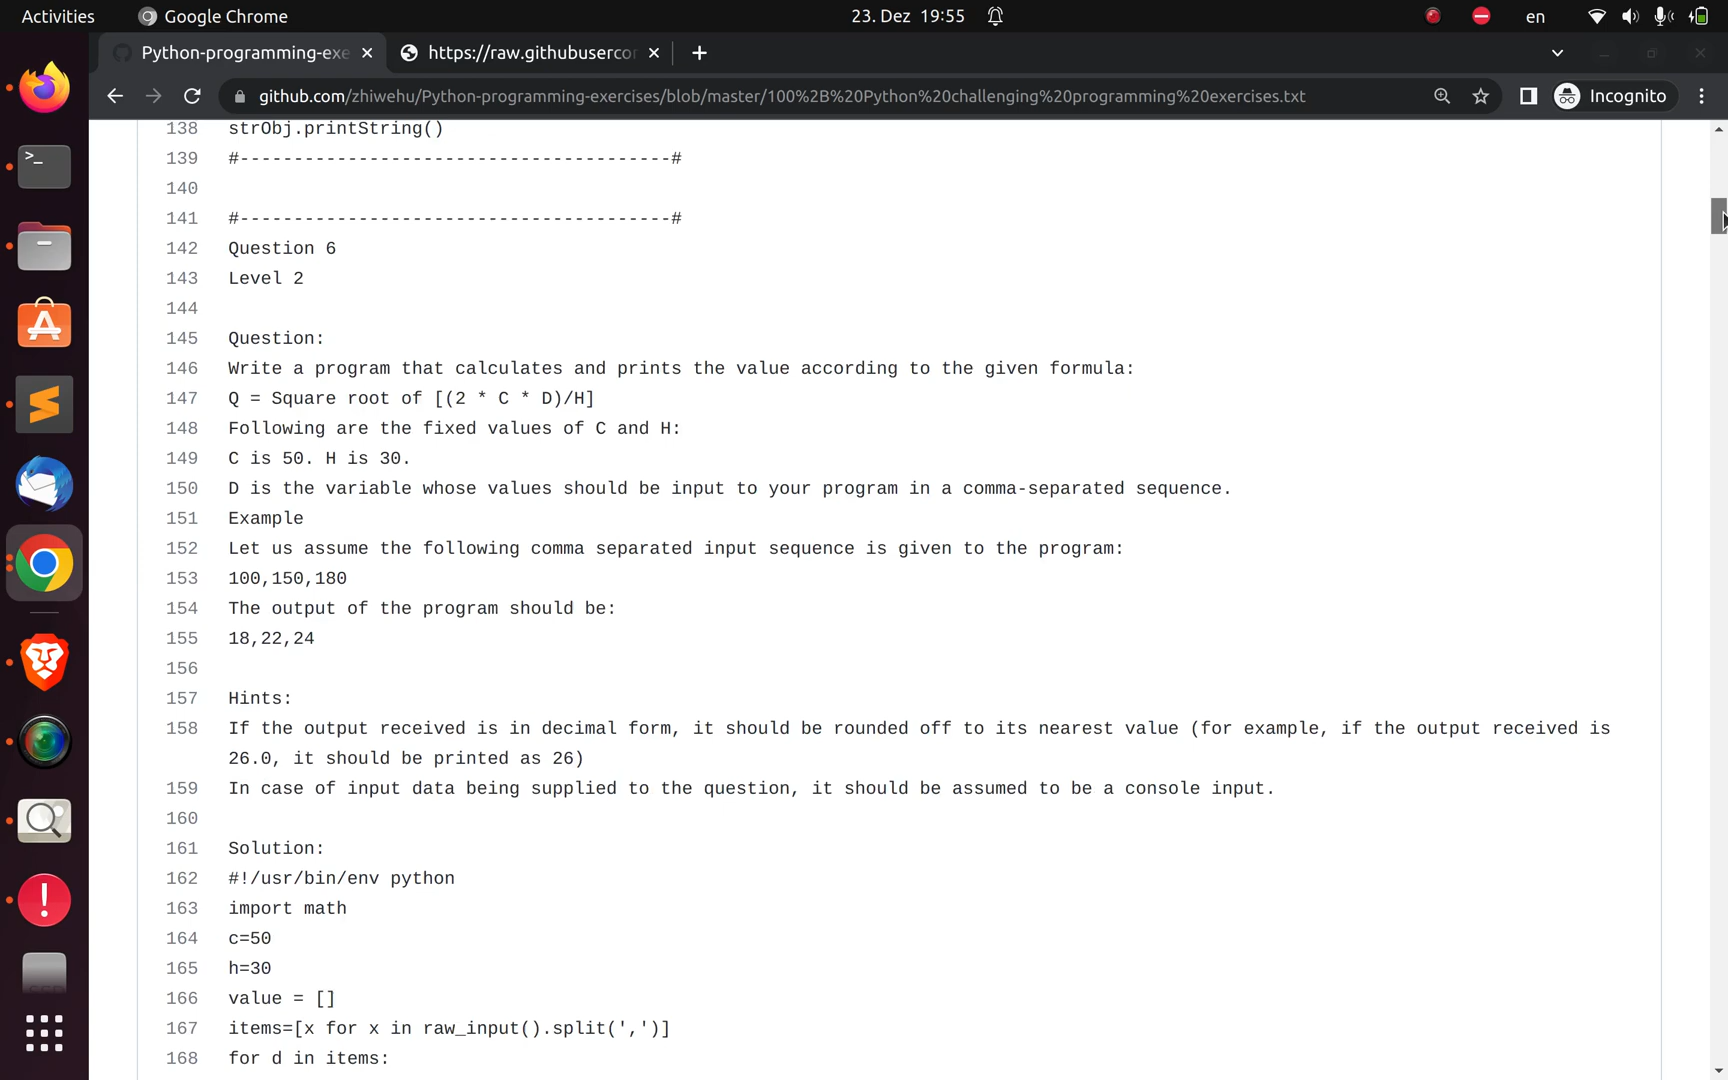 Activities
Google Chrome
23. Dez 19:55
en
Python-programming-exe
https://raw.githubusercor
github.com/zhiwehu/Python-programming-exercises/blob/master/100%2B%20Python%20challenging%20programming%20exercises.txt
Incognito
138 strObj.printString()
139 #----------------------------------------#
140
141 #----------------------------------------#
142 Question 6
143 Level 2
144
145 Question:
146 Write a program that calculates and prints the value according to the given formula:
147 Q = Square root of [(2 * C * D)/H]
148 Following are the fixed values of C and H:
149 C is 50. H is 30.
150 D is the variable whose values should be input to your program in a comma-separated sequence.
151 Example
152 Let us assume the following comma separated input sequence is given to the program:
153 100,150,180
154 The output of the program should be:
155 18,22,24
156
157 Hints:
158 If the output received is in decimal form, it should be rounded off to its nearest value (for example, if the output received is
26.0, it should be printed as 26)
159 In case of input data being supplied to the question, it should be assumed to be a console input.
160
161 Solution:
162 #!/usr/bin/env python
163 import math
164 c=50
165 h=30
166 value = []
167 items=[x for x in raw_input().split(',')]
168 for d in items: